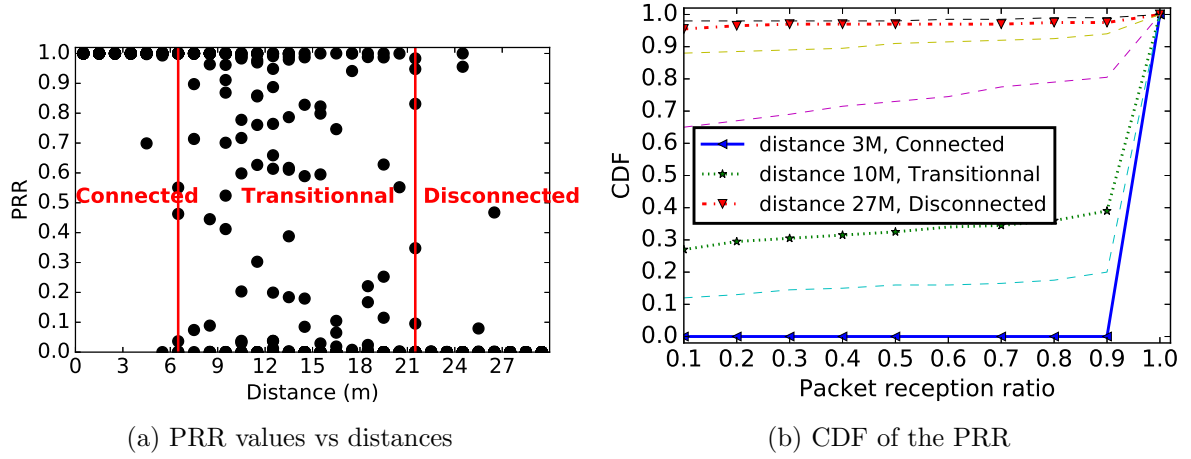 1.0
0.9
0.8
0.7
0.6
0.5
0.4
0.3
0.2
0.1
0.0
PRR
Connected
Transitionnal
Disconnected
0 3 6 9 12 15 18 21 24 27
Distance (m)
(a) PRR values vs distances
1.0
0.9
0.8
0.7
0.6
0.5
0.4
0.3
0.2
0.1
0.0
CDF
distance 3M, Connected
distance 10M, Transitionnal
distance 27M, Disconnected
0.1 0.2 0.3 0.4 0.5 0.6 0.7 0.8 0.9 1.0
Packet reception ratio
(b) CDF of the PRR